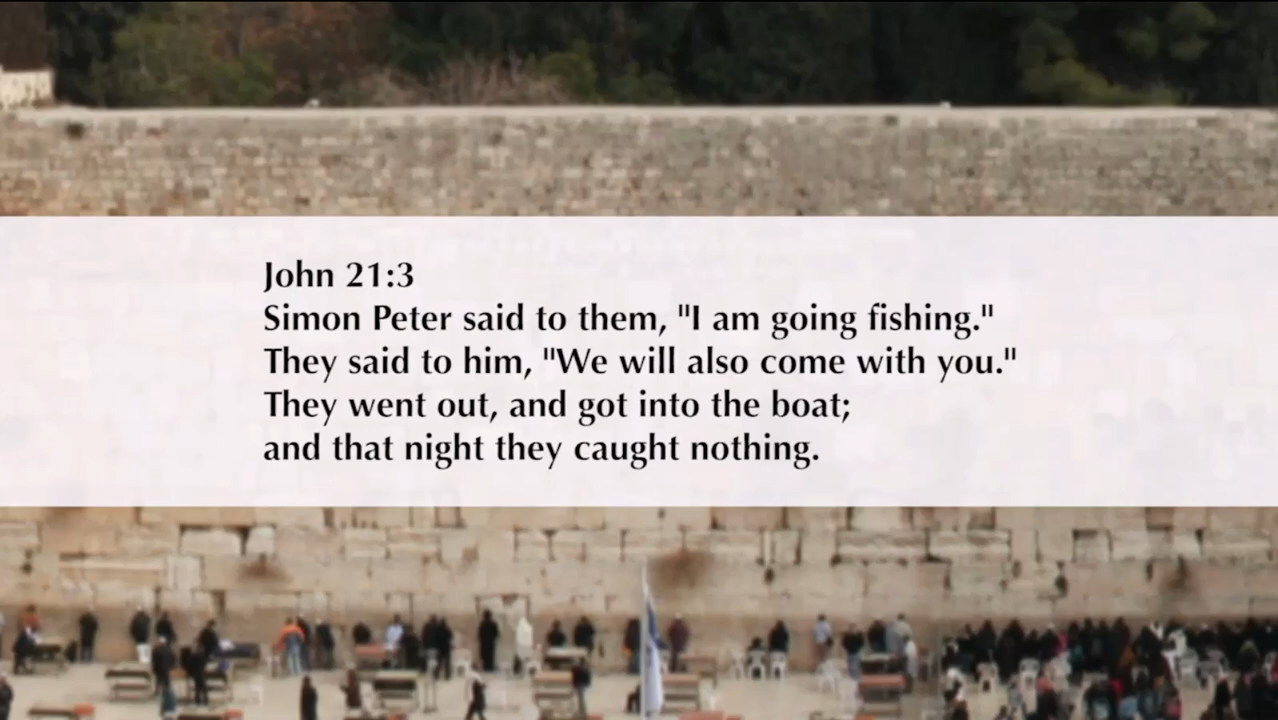 John 21:3
Simon Peter said to them, "I am going fishing."
They said to him, "We will also come with you."
They went out, and got into the boat;
and that night they caught nothing.